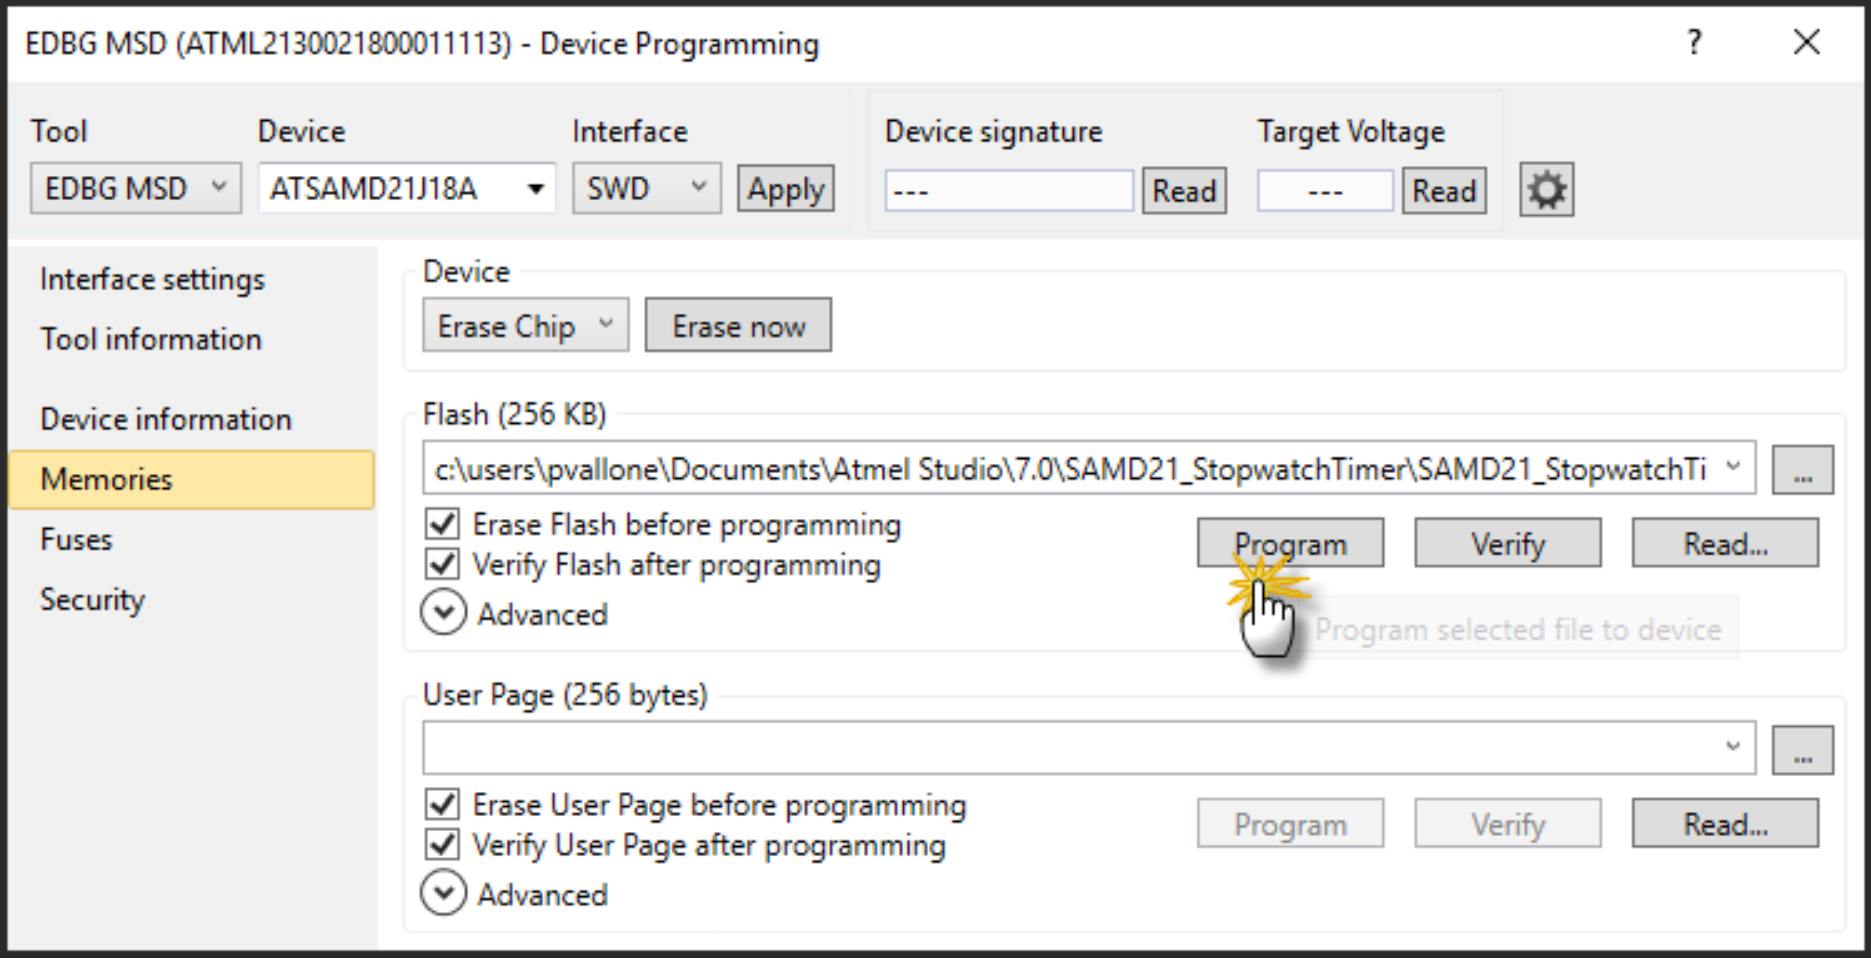 EDBG MSD (ATML2130021800011113) - Device Programming
?
Tool Device Interface Device signature Target Voltage
EDBG MSD ATSAMD21J18A SWD Apply --- Read --- Read
Interface settings
Tool information
Device information
Memories
Fuses
Security
Device
Erase Chip Erase now
Flash (256 KB)
c:\users\pvallone\Documents\Atmel Studio\7.0\SAMD21_StopwatchTimer\SAMD21_StopwatchTi ...
Erase Flash before programming
Verify Flash after programming
Program Verify Read...
Advanced
Program selected file to device
User Page (256 bytes)
...
Erase User Page before programming
Verify User Page after programming
Program Verify Read...
Advanced